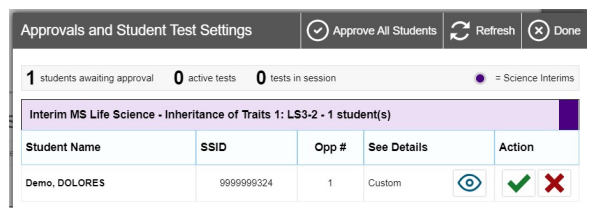 Approvals and Student Test Settings Approve All Students Refresh Done
1 students awaiting approval 0 active tests 0 tests in session = Science Interims
Interim MS Life Science - Inheritance of Traits 1: LS3-2 - 1 student(s)
Student Name SSID Opp # See Details Action
Demo, DOLORES 9999999324 1 Custom